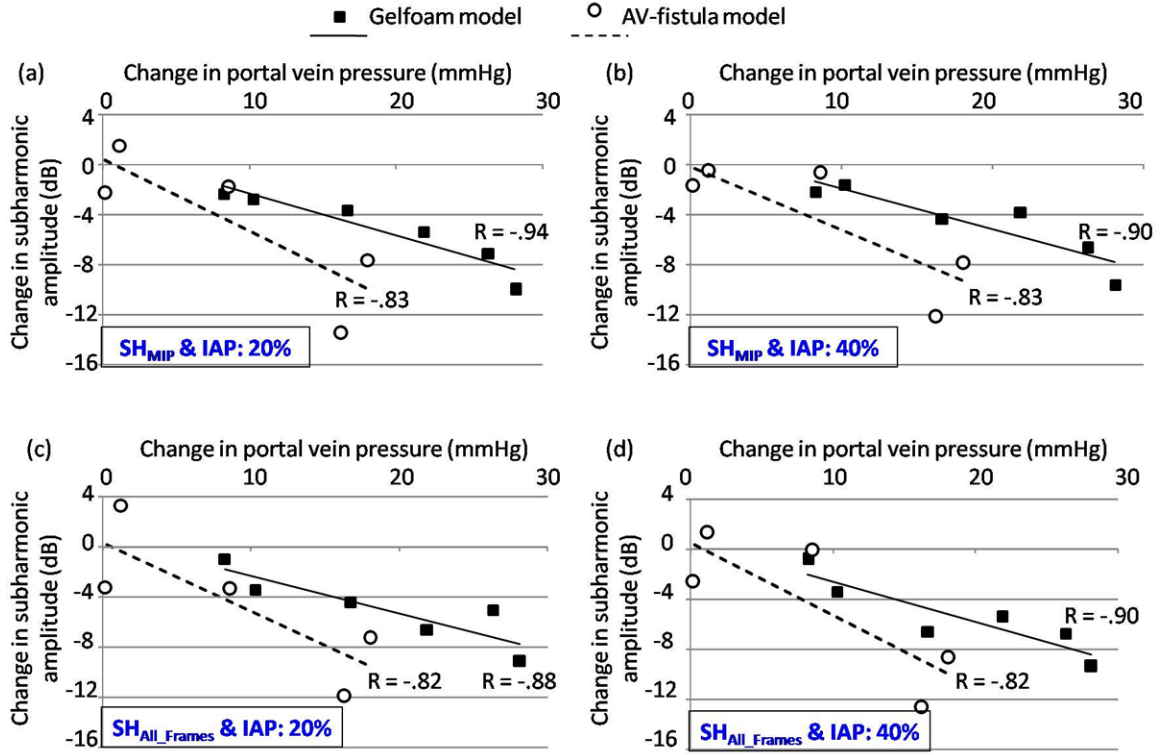 Gelfoam model AV-fistula model
(a) Change in portal vein pressure (mmHg)
0 10 20 30
Change in subharmonic
amplitude (dB)
4
0
-4
-8
-12
-16
R = -.94
R = -.83
SHMIP & IAP: 20%
(b) Change in portal vein pressure (mmHg)
0 10 20 30
Change in subharmonic
amplitude (dB)
4
0
-4
-8
-12
-16
R = -.90
R = -.83
SHMIP & IAP: 40%
(c) Change in portal vein pressure (mmHg)
0 10 20 30
Change in subharmonic
amplitude (dB)
4
0
-4
-8
-12
-16
R = -.82 R = -.88
SHAll_Frames & IAP: 20%
(d) Change in portal vein pressure (mmHg)
0 10 20 30
Change in subharmonic
amplitude (dB)
4
0
-4
-8
-12
-16
R = -.90
R = -.82
SHAll_Frames & IAP: 40%